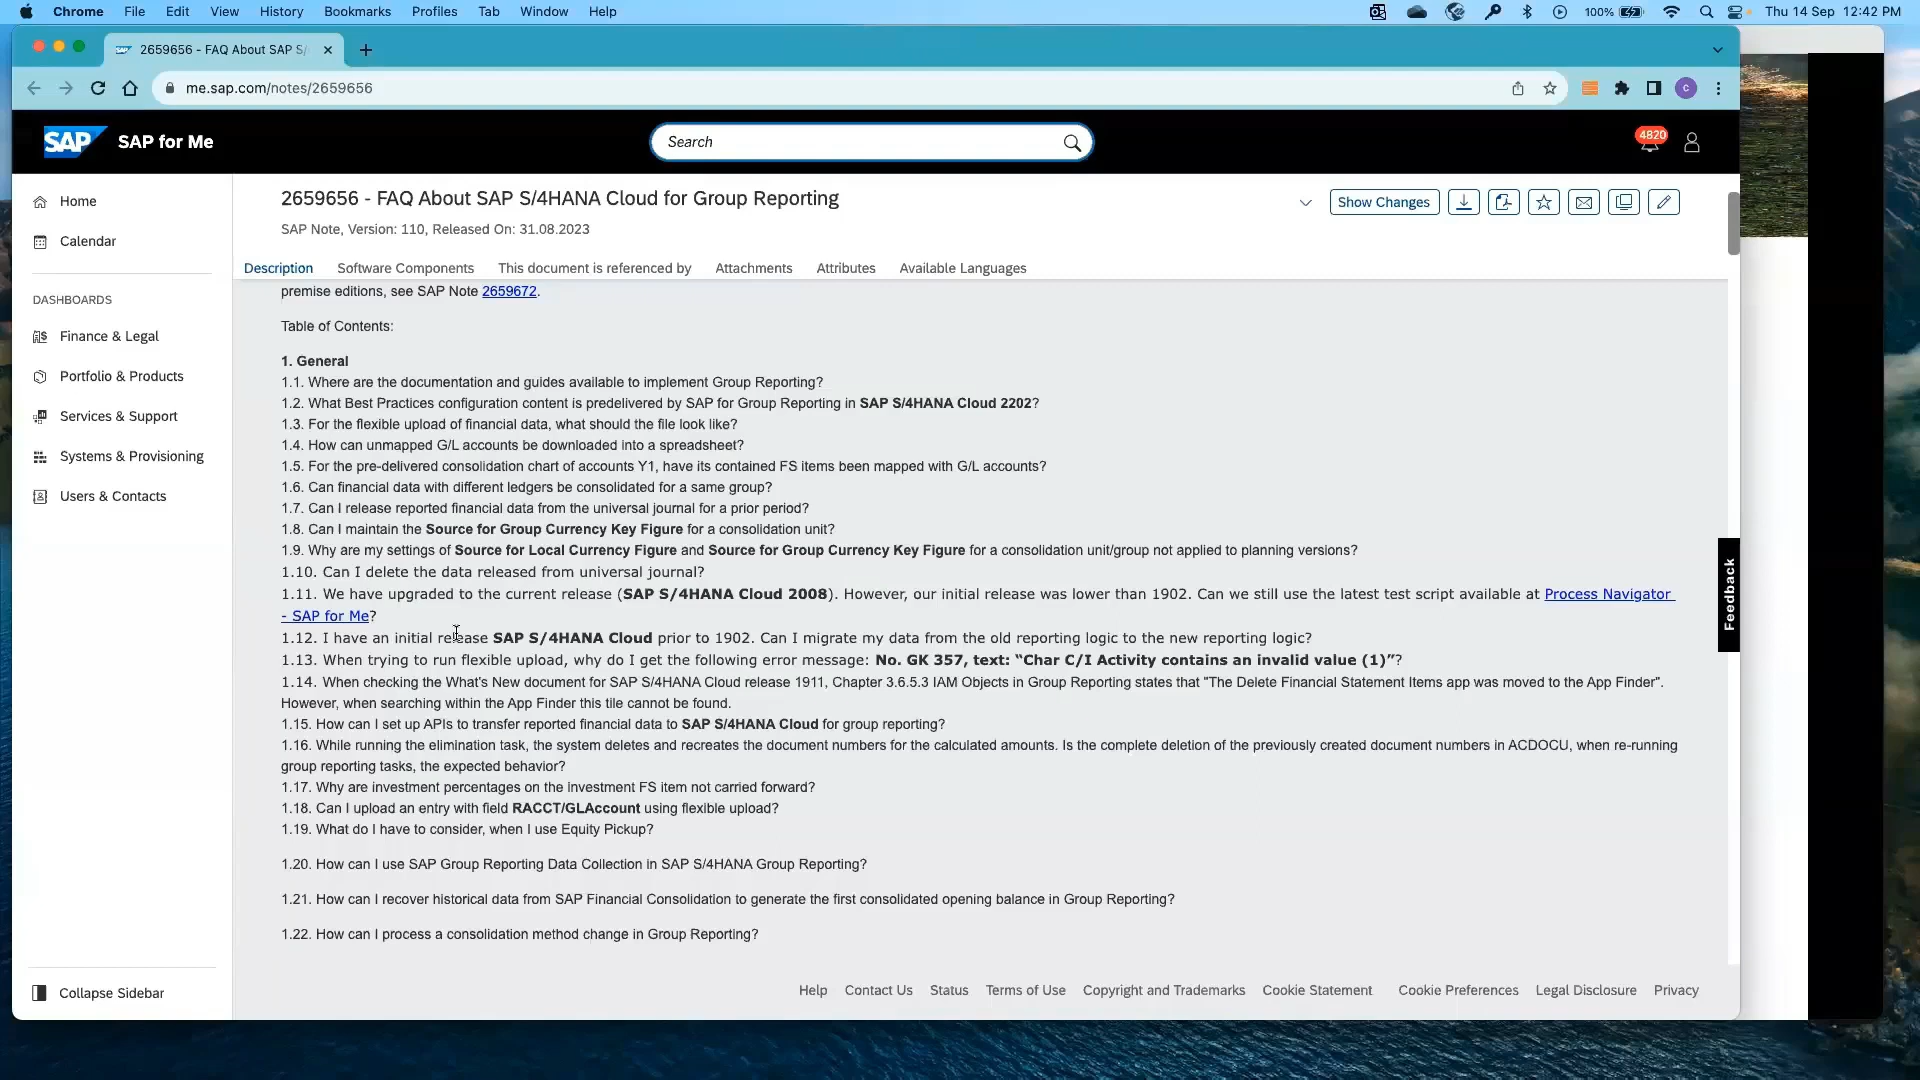 Chrome File Edit View History Bookmarks Profiles Tab Window Help 100% Thu 14 Sep 12:42 PM
2659656 - FAQ About SAP S/
me.sap.com/notes/2659656
SAP SAP for Me Search 4820
Home
Calendar
DASHBOARDS
Finance & Legal
Portfolio & Products
Services & Support
Systems & Provisioning
Users & Contacts
Collapse Sidebar
2659656 - FAQ About SAP S/4HANA Cloud for Group Reporting
Show Changes
SAP Note, Version: 110, Released On: 31.08.2023
Description Software Components This document is referenced by Attachments Attributes Available Languages
premise editions, see SAP Note 2659672.
Table of Contents:
1. General
1.1. Where are the documentation and guides available to implement Group Reporting?
1.2. What Best Practices configuration content is predelivered by SAP for Group Reporting in SAP S/4HANA Cloud 2202?
1.3. For the flexible upload of financial data, what should the file look like?
1.4. How can unmapped G/L accounts be downloaded into a spreadsheet?
1.5. For the pre-delivered consolidation chart of accounts Y1, have its contained FS items been mapped with G/L accounts?
1.6. Can financial data with different ledgers be consolidated for a same group?
1.7. Can I release reported financial data from the universal journal for a prior period?
1.8. Can I maintain the Source for Group Currency Key Figure for a consolidation unit?
1.9. Why are my settings of Source for Local Currency Figure and Source for Group Currency Key Figure for a consolidation unit/group not applied to planning versions?
1.10. Can I delete the data released from universal journal?
1.11. We have upgraded to the current release (SAP S/4HANA Cloud 2008). However, our initial release was lower than 1902. Can we still use the latest test script available at Process Navigator
- SAP for Me?
1.12. I have an initial release SAP S/4HANA Cloud prior to 1902. Can I migrate my data from the old reporting logic to the new reporting logic?
1.13. When trying to run flexible upload, why do I get the following error message: No. GK 357, text: “Char C/I Activity contains an invalid value (1)”?
1.14. When checking the What's New document for SAP S/4HANA Cloud release 1911, Chapter 3.6.5.3 IAM Objects in Group Reporting states that "The Delete Financial Statement Items app was moved to the App Finder".
However, when searching within the App Finder this tile cannot be found.
1.15. How can I set up APIs to transfer reported financial data to SAP S/4HANA Cloud for group reporting?
1.16. While running the elimination task, the system deletes and recreates the document numbers for the calculated amounts. Is the complete deletion of the previously created document numbers in ACDOCU, when re-running
group reporting tasks, the expected behavior?
1.17. Why are investment percentages on the investment FS item not carried forward?
1.18. Can I upload an entry with field RACCT/GLAccount using flexible upload?
1.19. What do I have to consider, when I use Equity Pickup?
1.20. How can I use SAP Group Reporting Data Collection in SAP S/4HANA Group Reporting?
1.21. How can I recover historical data from SAP Financial Consolidation to generate the first consolidated opening balance in Group Reporting?
1.22. How can I process a consolidation method change in Group Reporting?
Feedback
Help Contact Us Status Terms of Use Copyright and Trademarks Cookie Statement Cookie Preferences Legal Disclosure Privacy